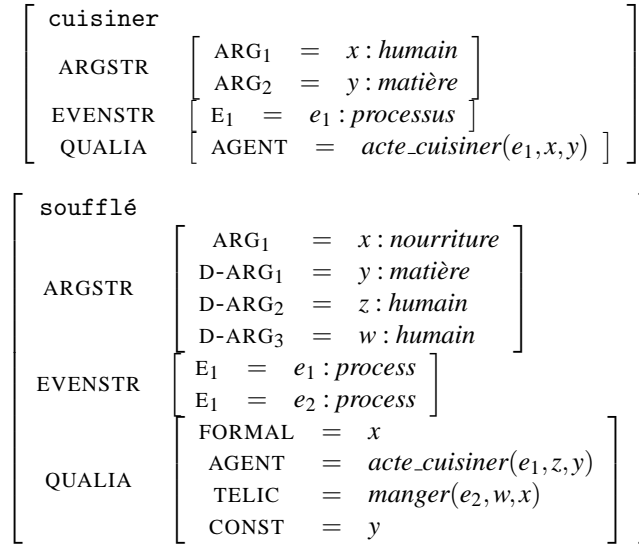 cuisiner
ARGSTR
ARG1 = x : humain
ARG2 = y : matière
EVENSTR [ E1 = e1 : processus ]
QUALIA [ AGENT = acte_cuisiner(e1,x,y) ]
soufflé
ARGSTR
ARG1 = x : nourriture
D-ARG1 = y : matière
D-ARG2 = z : humain
D-ARG3 = w : humain
EVENSTR
E1 = e1 : process
E1 = e2 : process
QUALIA
FORMAL = x
AGENT = acte_cuisiner(e1,z,y)
TELIC = manger(e2,w,x)
CONST = y